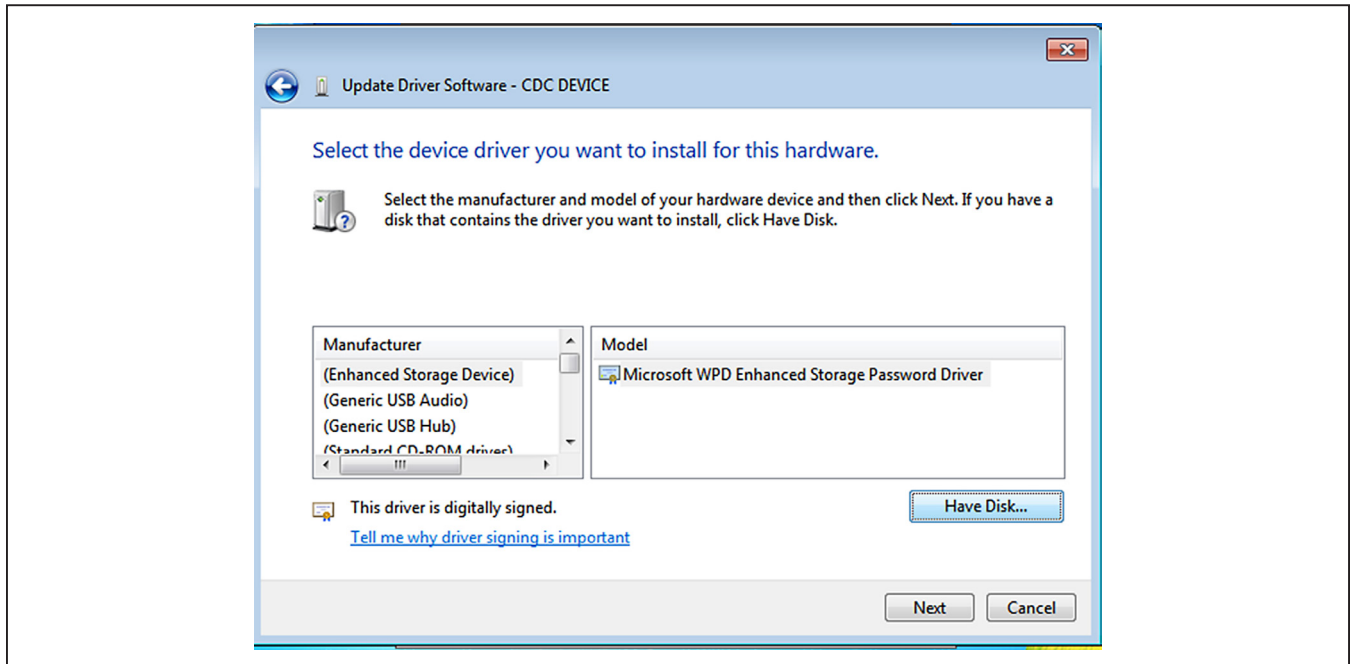 Update Driver Software - CDC DEVICE
Select the device driver you want to install for this hardware.
Select the manufacturer and model of your hardware device and then click Next. If you have a
disk that contains the driver you want to install, click Have Disk.
Manufacturer
(Enhanced Storage Device)
(Generic USB Audio)
(Generic USB Hub)
(Standard CD-ROM drives)
Model
Microsoft WPD Enhanced Storage Password Driver
This driver is digitally signed.
Have Disk...
Tell me why driver signing is important
Next
Cancel